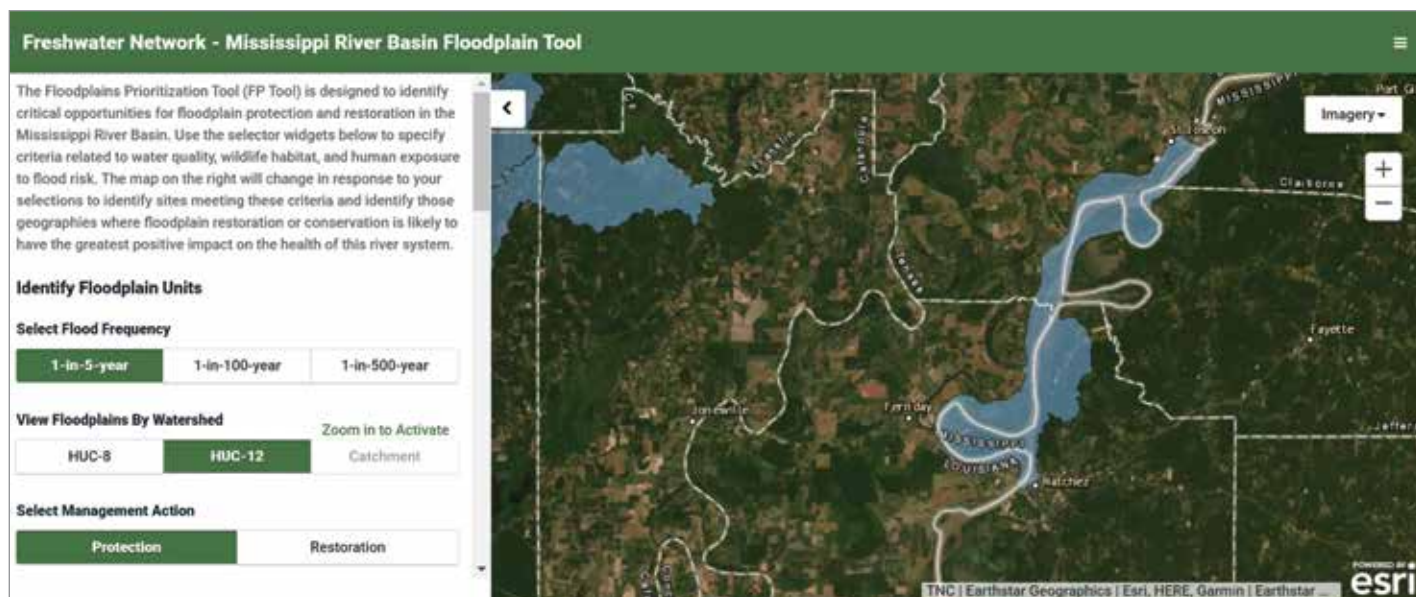 Freshwater Network - Mississippi River Basin Floodplain Tool
The Floodplains Prioritization Tool (FP Tool) is designed to identify
critical opportunities for floodplain protection and restoration in the
Mississippi River Basin. Use the selector widgets below to specify
criteria related to water quality, wildlife habitat, and human exposure
to flood risk. The map on the right will change in response to your
selections to identify sites meeting these criteria and identify those
geographies where floodplain restoration or conservation is likely to
have the greatest positive impact on the health of this river system.
Identify Floodplain Units
Select Flood Frequency
1-in-5-year 1-in-100-year 1-in-500-year
View Floodplains By Watershed
Zoom in to Activate
HUC-8 HUC-12 Catchment
Select Management Action
Protection Restoration
MISSISSIPPI
Imagery
+
−
St. Joseph
Franklin
Catahoula
Claiborne
Tensas
Fayette
Jonesville
Ferriday
MISSISSIPPI
LOUISIANA
Natchez
TNC | Earthstar Geographics | Esri, HERE, Garmin | Earthstar ...
POWERED BY
esri